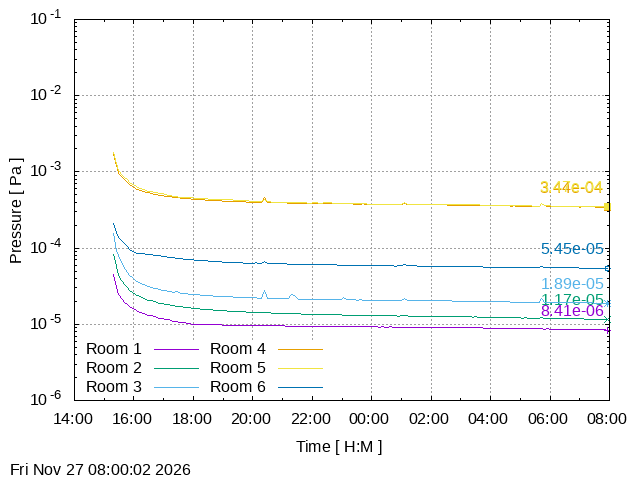 10^-1
10^-2
10^-3
10^-4
10^-5
10^-6
Pressure [ Pa ]
3.44e-04
5.45e-05
1.89e-05
1.17e-05
8.41e-06
Room 1 Room 4
Room 2 Room 5
Room 3 Room 6
14:00 16:00 18:00 20:00 22:00 00:00 02:00 04:00 06:00 08:00
Time [ H:M ]
Fri Nov 27 08:00:02 2026